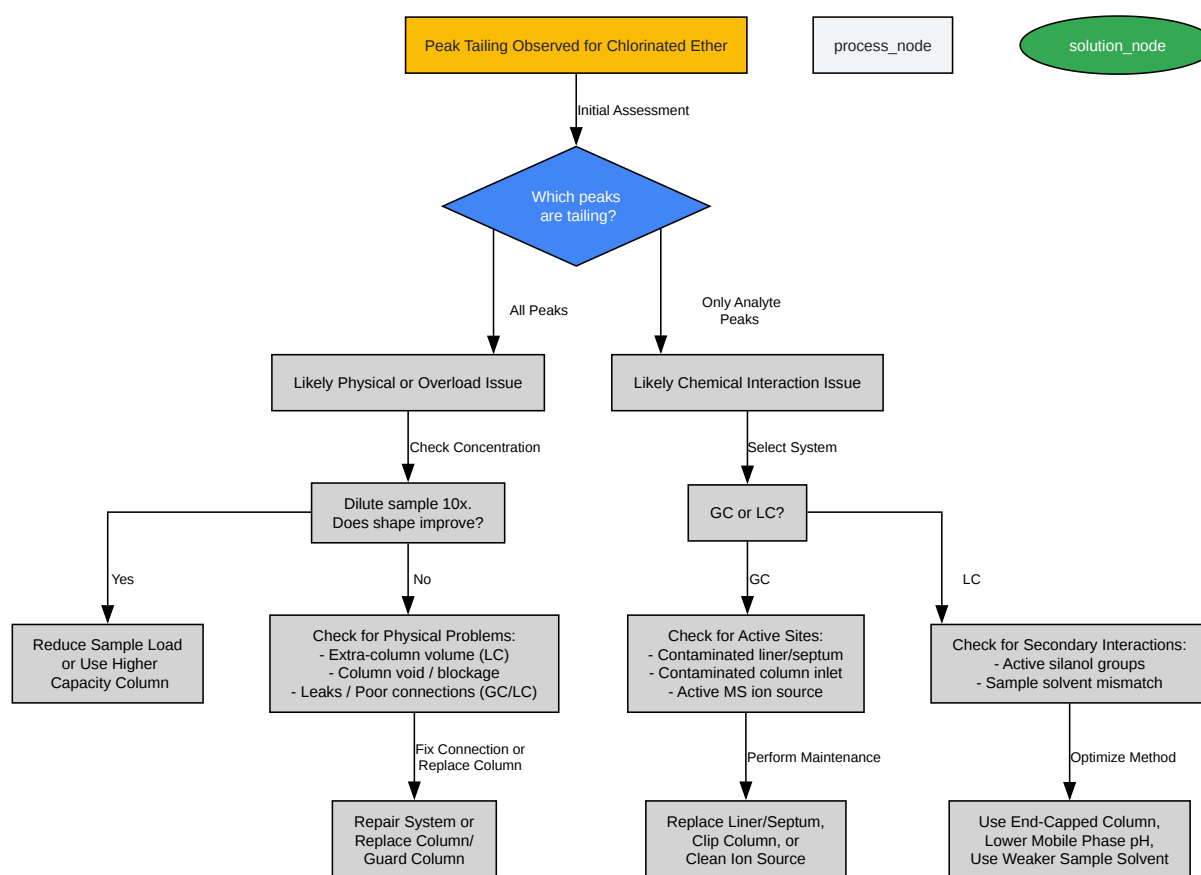 Peak Tailing Observed for Chlorinated Ether
process_node
solution_node
Initial Assessment
Which peaks
are tailing?
All Peaks
Only Analyte
Peaks
Likely Physical or Overload Issue
Likely Chemical Interaction Issue
Check Concentration
Select System
Dilute sample 10x.
Does shape improve?
GC or LC?
Yes
No
GC
LC
Reduce Sample Load
or Use Higher
Capacity Column
Check for Physical Problems:
- Extra-column volume (LC)
- Column void / blockage
- Leaks / Poor connections (GC/LC)
Check for Active Sites:
- Contaminated liner/septum
- Contaminated column inlet
- Active MS ion source
Check for Secondary Interactions:
- Active silanol groups
- Sample solvent mismatch
Fix Connection or
Replace Column
Perform Maintenance
Optimize Method
Repair System or
Replace Column/
Guard Column
Replace Liner/Septum,
Clip Column, or
Clean Ion Source
Use End-Capped Column,
Lower Mobile Phase pH,
Use Weaker Sample Solvent